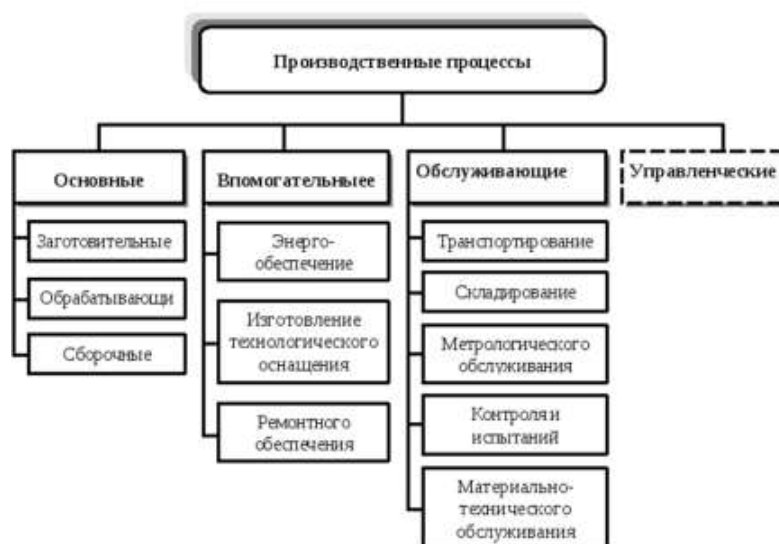 Производственные процессы
Основные
Впомогательныее
Обслуживающие
Управленческие
Заготовительные
Обрабатывающи
Сборочные
Энерго-
обеспечение
Изготовление
технологического
оснащения
Ремонтного
обеспечения
Транспортирование
Складирование
Метрологического
обслуживания
Контроля и
испытаний
Материально-
технического
обслуживания